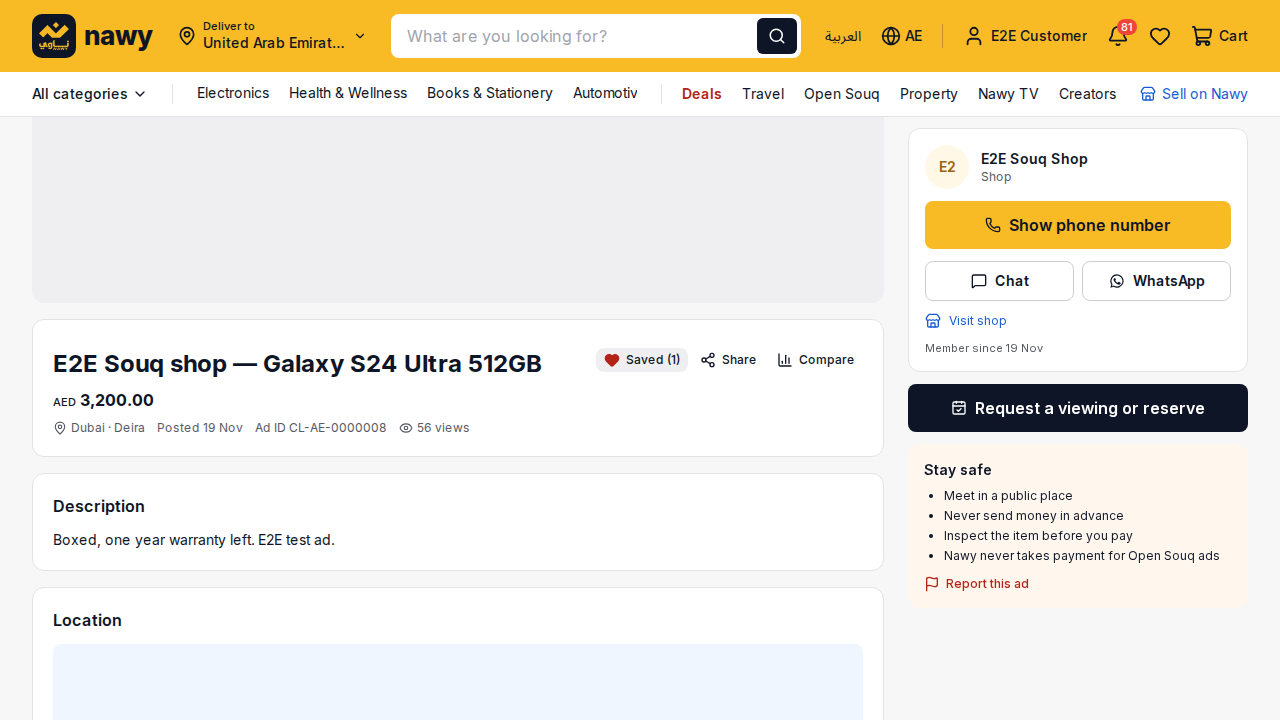 ناوي
NAWY
nawy
Deliver to
United Arab Emirat...
What are you looking for?
العربية
AE
E2E Customer
81
Cart
All categories
Electronics
Health & Wellness
Books & Stationery
Automotiv
Deals
Travel
Open Souq
Property
Nawy TV
Creators
Sell on Nawy
E2E Souq shop — Galaxy S24 Ultra 512GB
Saved (1)
Share
Compare
AED 3,200.00
Dubai · Deira
Posted 19 Nov
Ad ID CL-AE-0000008
56 views
Description
Boxed, one year warranty left. E2E test ad.
Location
E2
E2E Souq Shop
Shop
Show phone number
Chat
WhatsApp
Visit shop
Member since 19 Nov
Request a viewing or reserve
Stay safe
• Meet in a public place
• Never send money in advance
• Inspect the item before you pay
• Nawy never takes payment for Open Souq ads
Report this ad